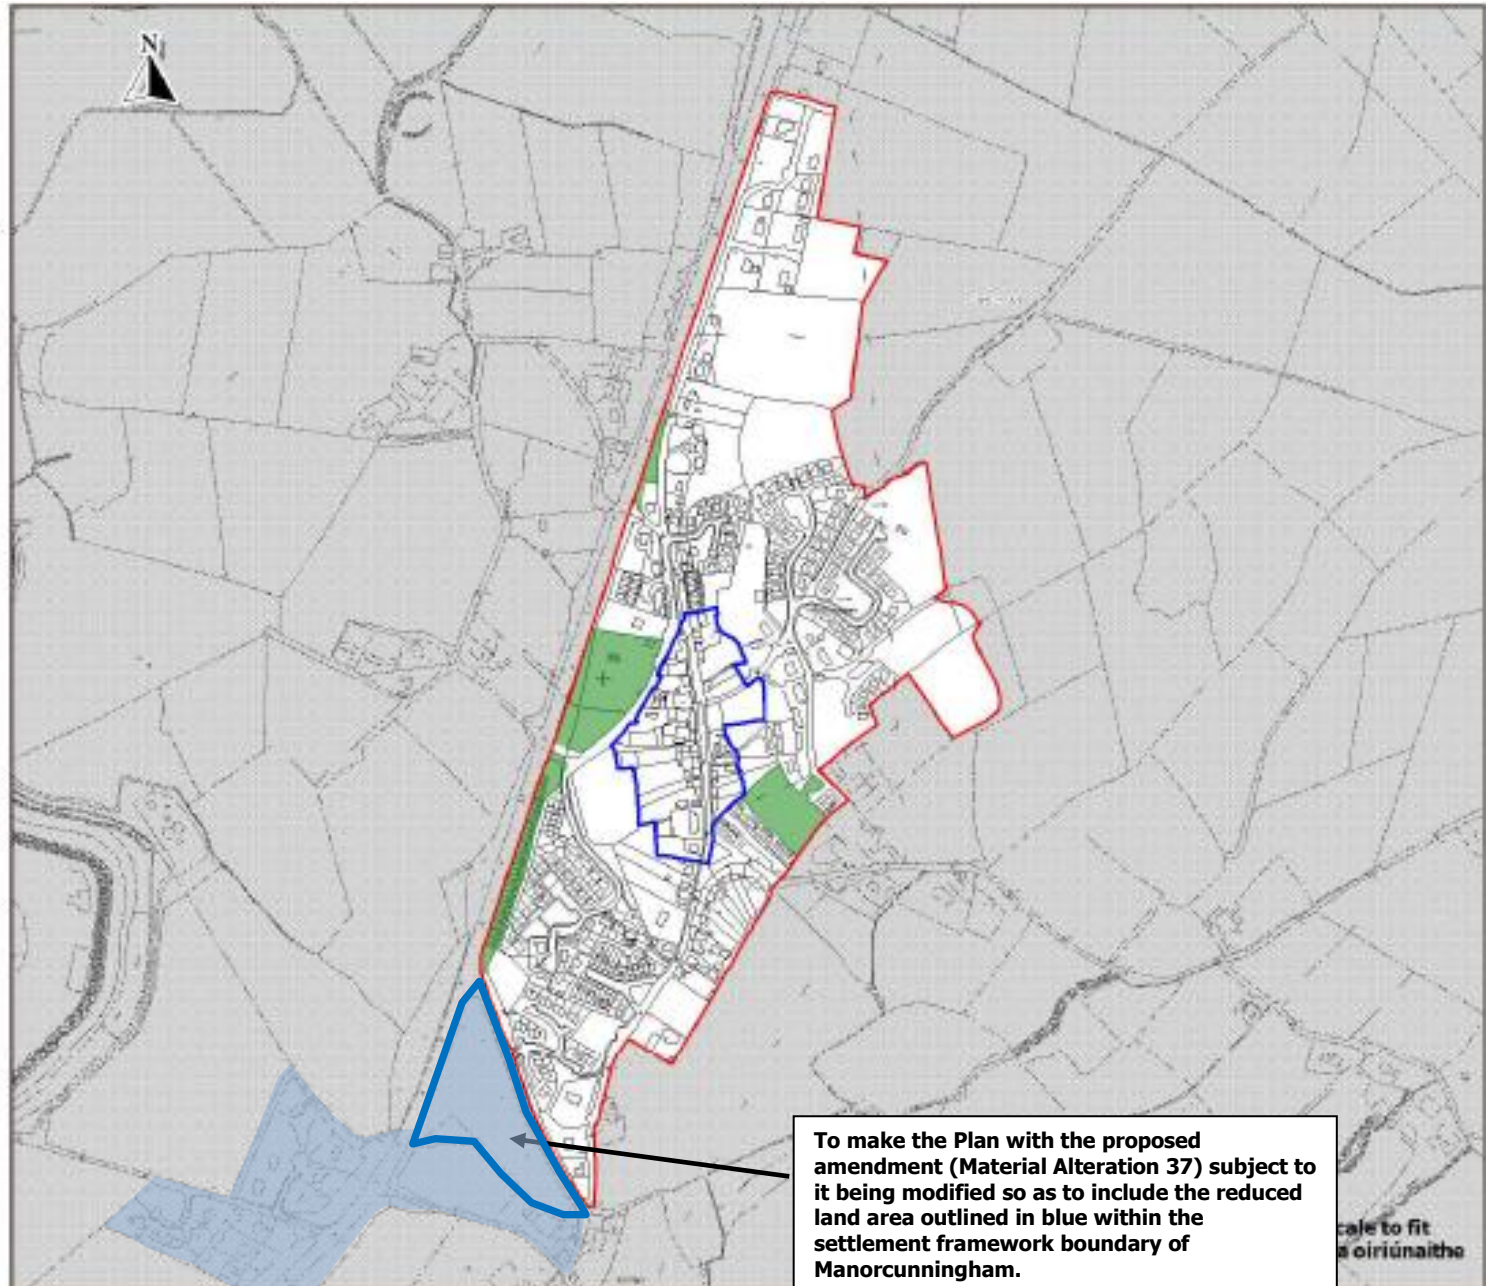 N
To make the Plan with the proposed
amendment (Material Alteration 37) subject to
it being modified so as to include the reduced
land area outlined in blue within the
settlement framework boundary of
Manorcunningham.
cale to fit
a oiriúnaithe